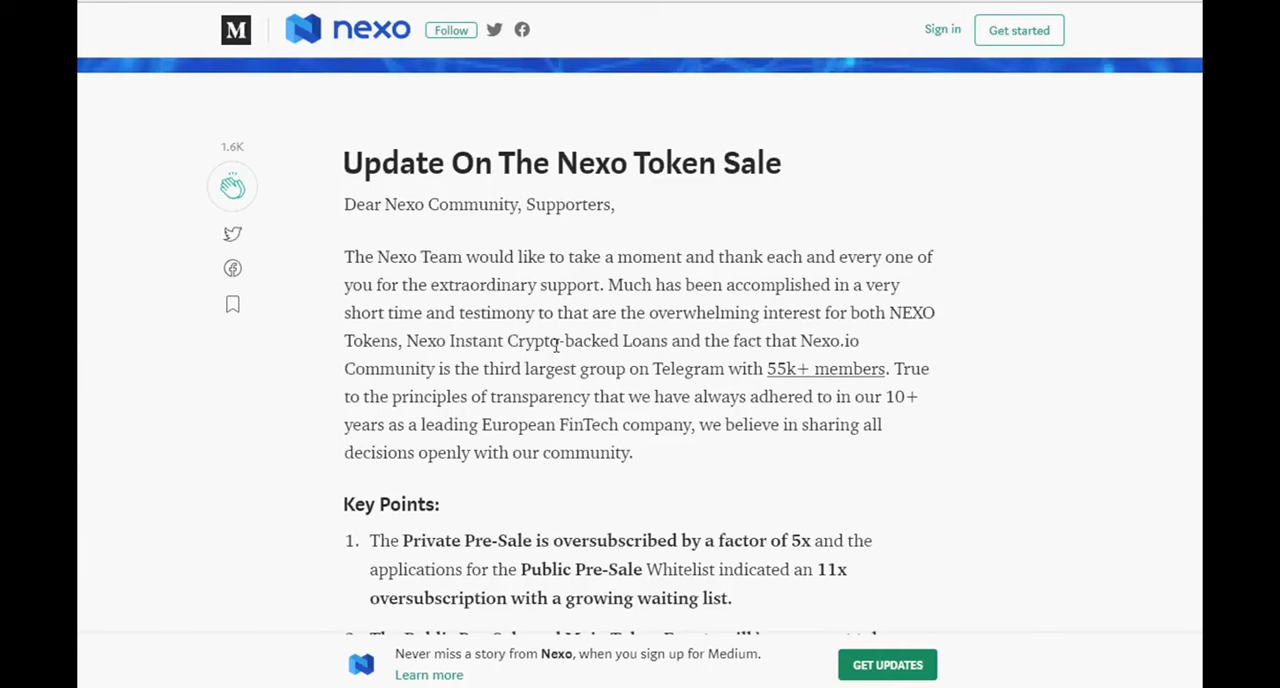 M nexo Follow Sign in Get started
1.6K
Update On The Nexo Token Sale
Dear Nexo Community, Supporters,
The Nexo Team would like to take a moment and thank each and every one of
you for the extraordinary support. Much has been accomplished in a very
short time and testimony to that are the overwhelming interest for both NEXO
Tokens, Nexo Instant Crypto-backed Loans and the fact that Nexo.io
Community is the third largest group on Telegram with 55k+ members. True
to the principles of transparency that we have always adhered to in our 10+
years as a leading European FinTech company, we believe in sharing all
decisions openly with our community.
Key Points:
1. The Private Pre-Sale is oversubscribed by a factor of 5x and the
applications for the Public Pre-Sale Whitelist indicated an 11x
oversubscription with a growing waiting list.
Never miss a story from Nexo, when you sign up for Medium.
Learn more
GET UPDATES